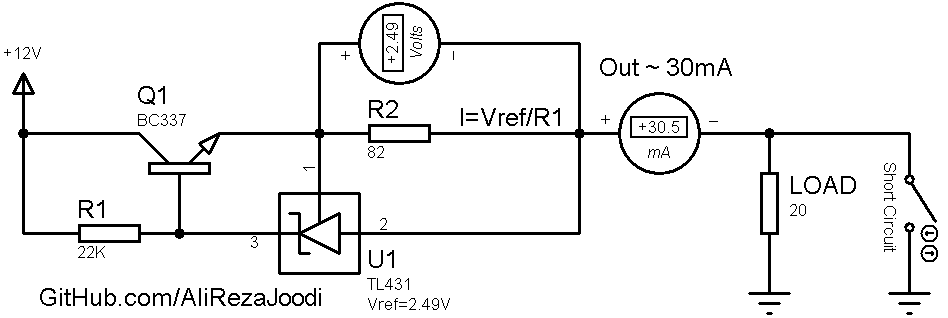 +12V
Q1
BC337
+
+2.49
Volts
−
R2
82
I=Vref/R1
Out ~ 30mA
+
+30.5
mA
−
1
R1
22K
3
2
U1
TL431
Vref=2.49V
LOAD
20
Short Circuit
GitHub.com/AliRezaJoodi